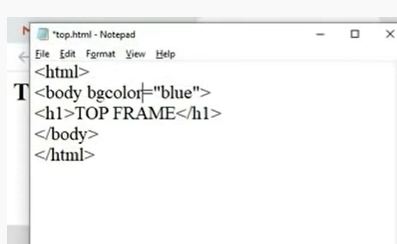 *top.html - Notepad
File Edit Format View Help
<html>
<body bgcolor="blue">
<h1>TOP FRAME</h1>
</body>
</html>
T